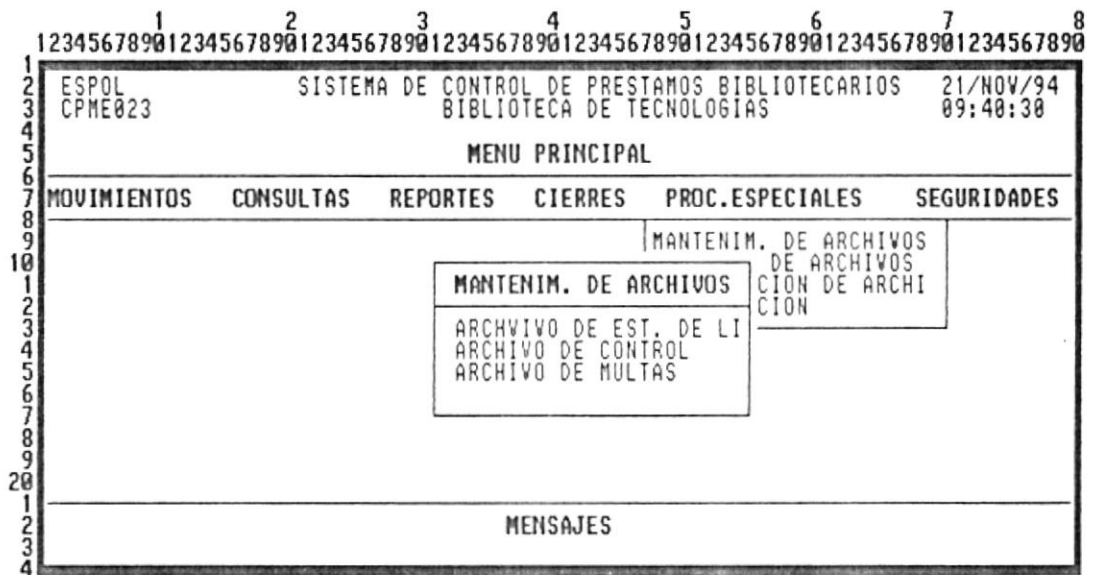 1 2 3 4 5 6 7 8
12345678901234567890123456789012345678901234567890123456789012345678901234567890
1
2 ESPOL SISTEMA DE CONTROL DE PRESTAMOS BIBLIOTECARIOS 21/NOV/94
3 CPME023 BIBLIOTECA DE TECNOLOGIAS 09:40:30
4
5 MENU PRINCIPAL
6
7 MOVIMIENTOS CONSULTAS REPORTES CIERRES PROC.ESPECIALES SEGURIDADES
8
9 MANTENIM. DE ARCHIVOS
10 DE ARCHIVOS
1 MANTENIM. DE ARCHIVOS CION DE ARCHI
2 CION
3 ARCHVIVO DE EST. DE LI
4 ARCHIVO DE CONTROL
5 ARCHIVO DE MULTAS
6
7
8
9
20
1
2 MENSAJES
3
4